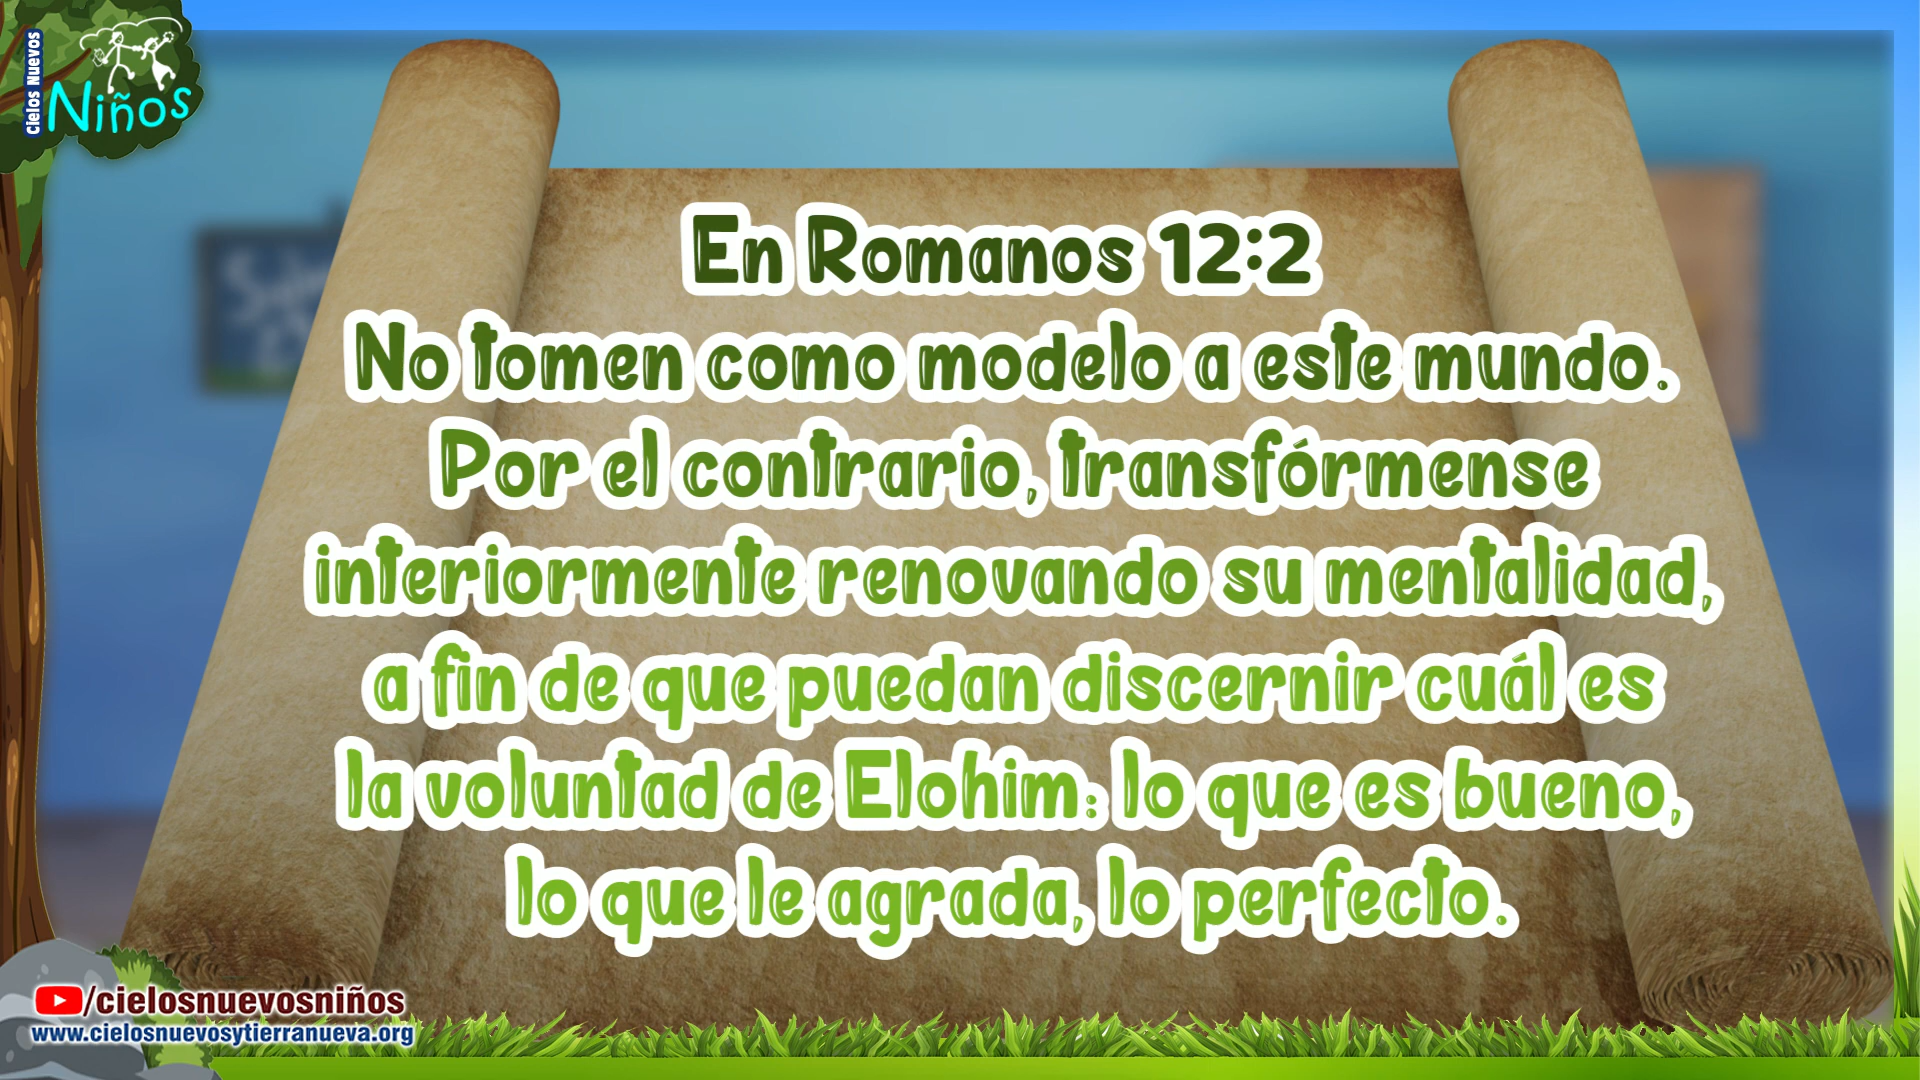 Cielos Nuevos
Niños
En Romanos 12:2
No tomen como modelo a este mundo.
Por el contrario, transfórmense
interiormente renovando su mentalidad,
a fin de que puedan discernir cuál es
la voluntad de Elohim: lo que es bueno,
lo que le agrada, lo perfecto.
/cielosnuevosniños
www.cielosnuevosytierranueva.org